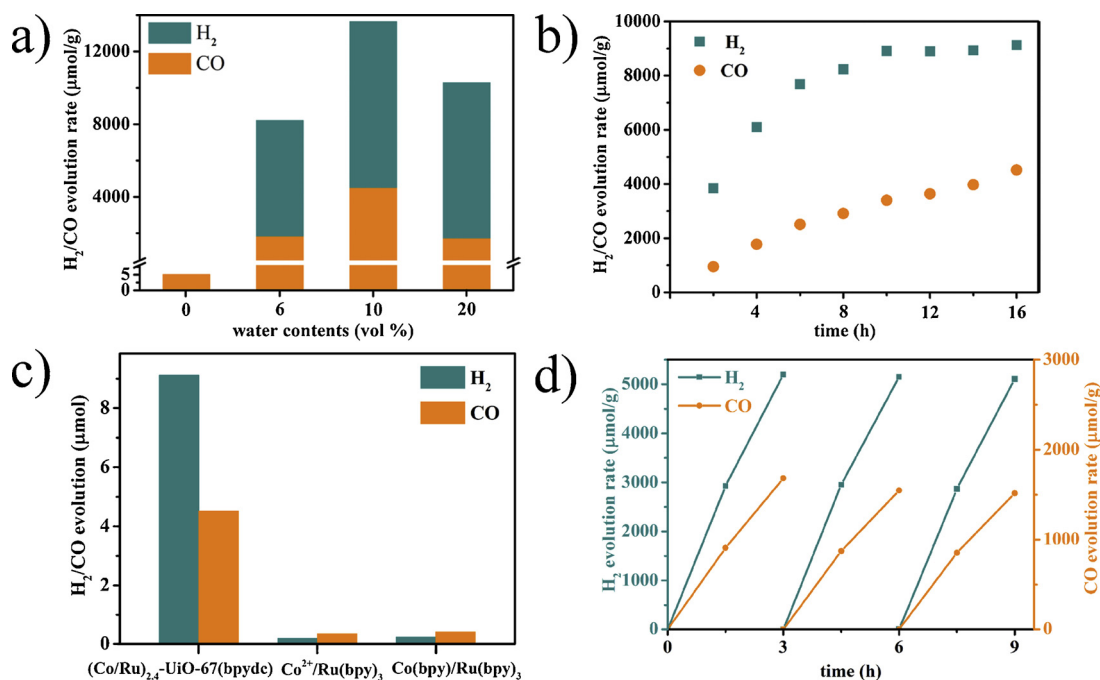 a)
H₂
CO
H₂/CO evolution rate (μmol/g)
12000
8000
4000
5
0
0 6 10 20
water contents (vol %)
b)
H₂
CO
H₂/CO evolution rate (μmol/g)
10000
8000
6000
4000
2000
0
4 8 12 16
time (h)
c)
H₂
CO
H₂/CO evolution (μmol)
8
6
4
2
0
(Co/Ru)₂.₄-UiO-67(bpydc) Co²⁺/Ru(bpy)₃ Co(bpy)/Ru(bpy)₃
d)
H₂
CO
H₂ evolution rate (μmol/g)
5000
4000
3000
2000
1000
0
CO evolution rate (μmol/g)
3000
2000
1000
0
0 3 6 9
time (h)